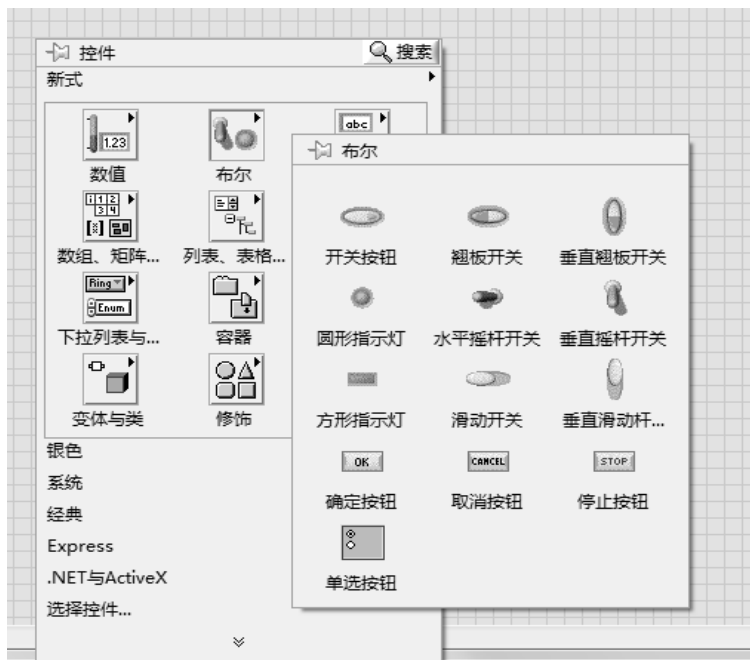 控件
搜索
新式
1.23
abc
数值
布尔
布尔
数组、矩阵...
列表、表格...
开关按钮
翘板开关
垂直翘板开关
Ring
Enum
下拉列表与...
容器
圆形指示灯
水平摇杆开关
垂直摇杆开关
变体与类
修饰
方形指示灯
滑动开关
垂直滑动杆...
银色
系统
OK
CANCEL
STOP
经典
确定按钮
取消按钮
停止按钮
Express
.NET与ActiveX
单选按钮
选择控件...